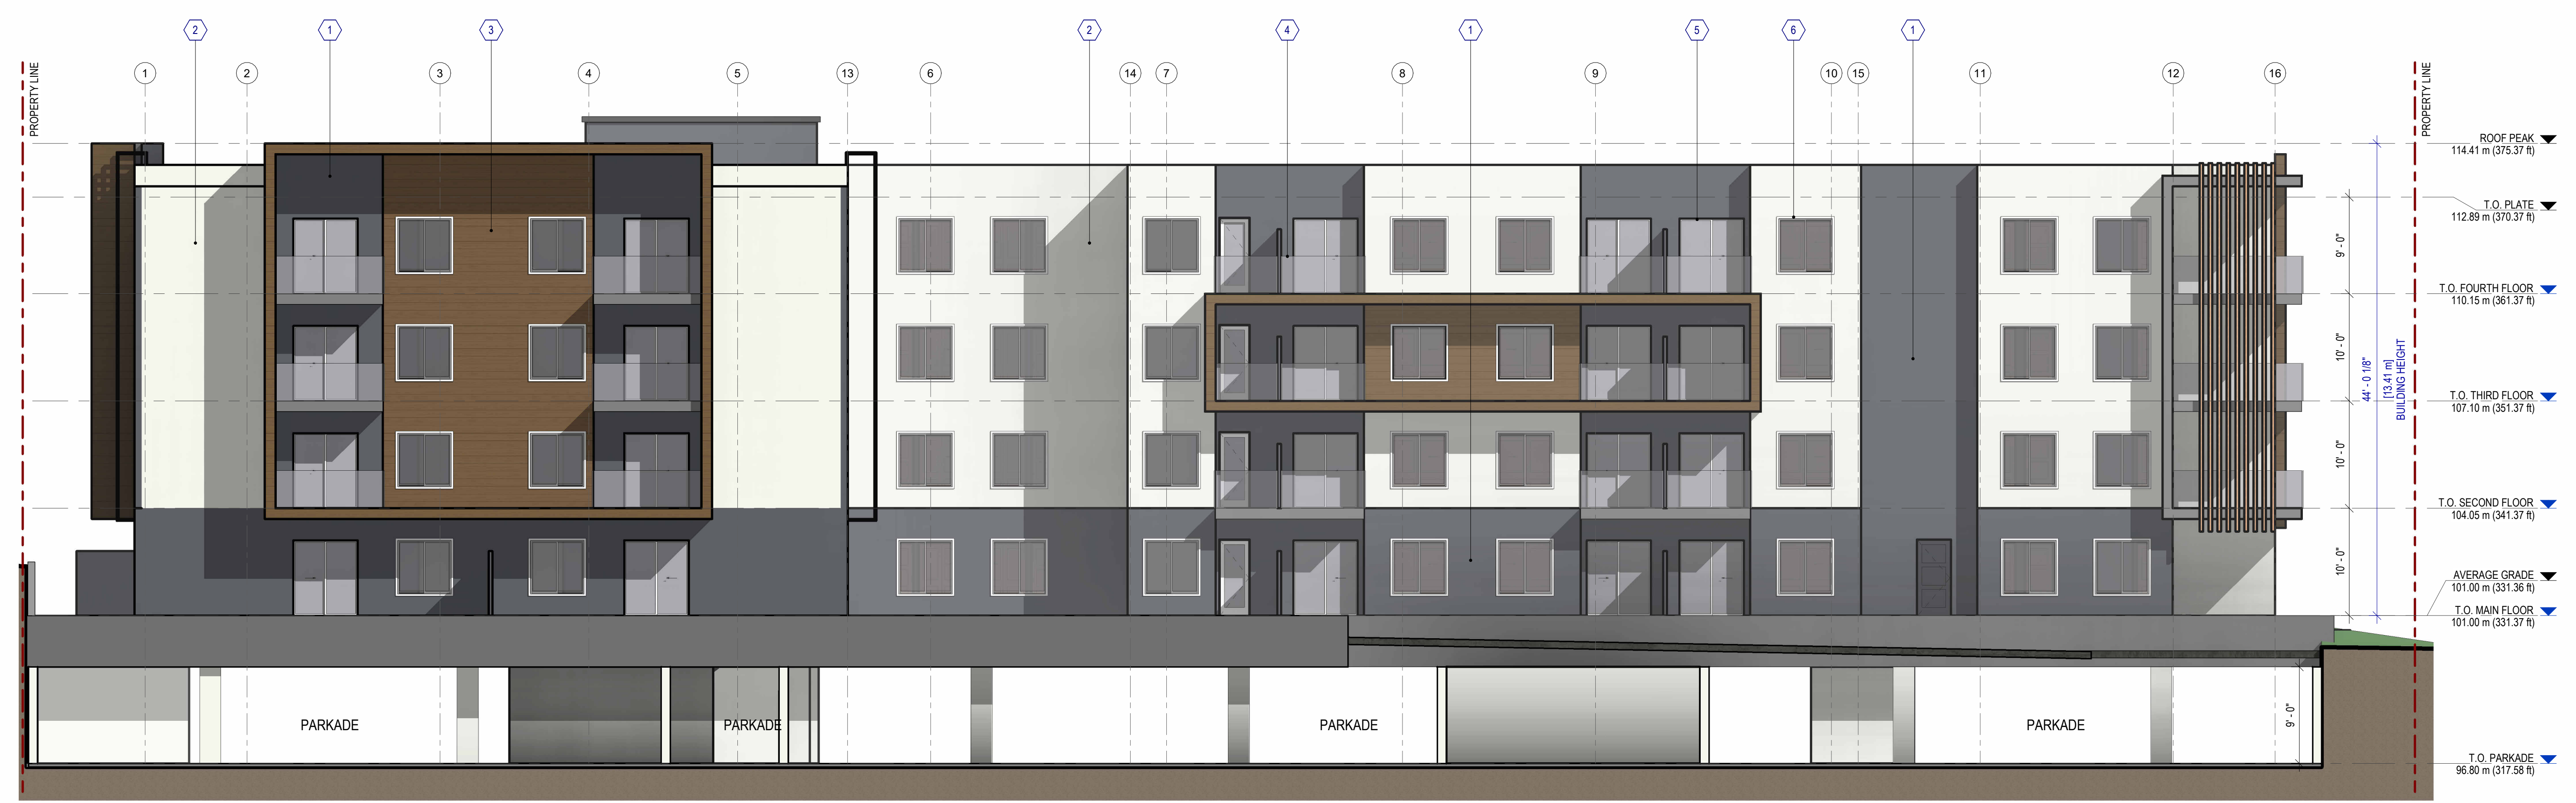 2
1
3
2
4
1
5
6
1
1
2
3
4
5
13
6
14
7
8
9
10
15
11
12
16
PROPERTY LINE
PROPERTY LINE
ROOF PEAK
114.41 m (375.37 ft)
T.O. PLATE
112.89 m (370.37 ft)
9' - 0"
T.O. FOURTH FLOOR
110.15 m (361.37 ft)
10' - 0"
44' - 0 1/8"
[13.41 m]
BUILDING HEIGHT
T.O. THIRD FLOOR
107.10 m (351.37 ft)
10' - 0"
T.O. SECOND FLOOR
104.05 m (341.37 ft)
10' - 0"
AVERAGE GRADE
101.00 m (331.36 ft)
T.O. MAIN FLOOR
101.00 m (331.37 ft)
PARKADE
PARKADE
PARKADE
PARKADE
9' - 0"
T.O. PARKADE
96.80 m (317.58 ft)